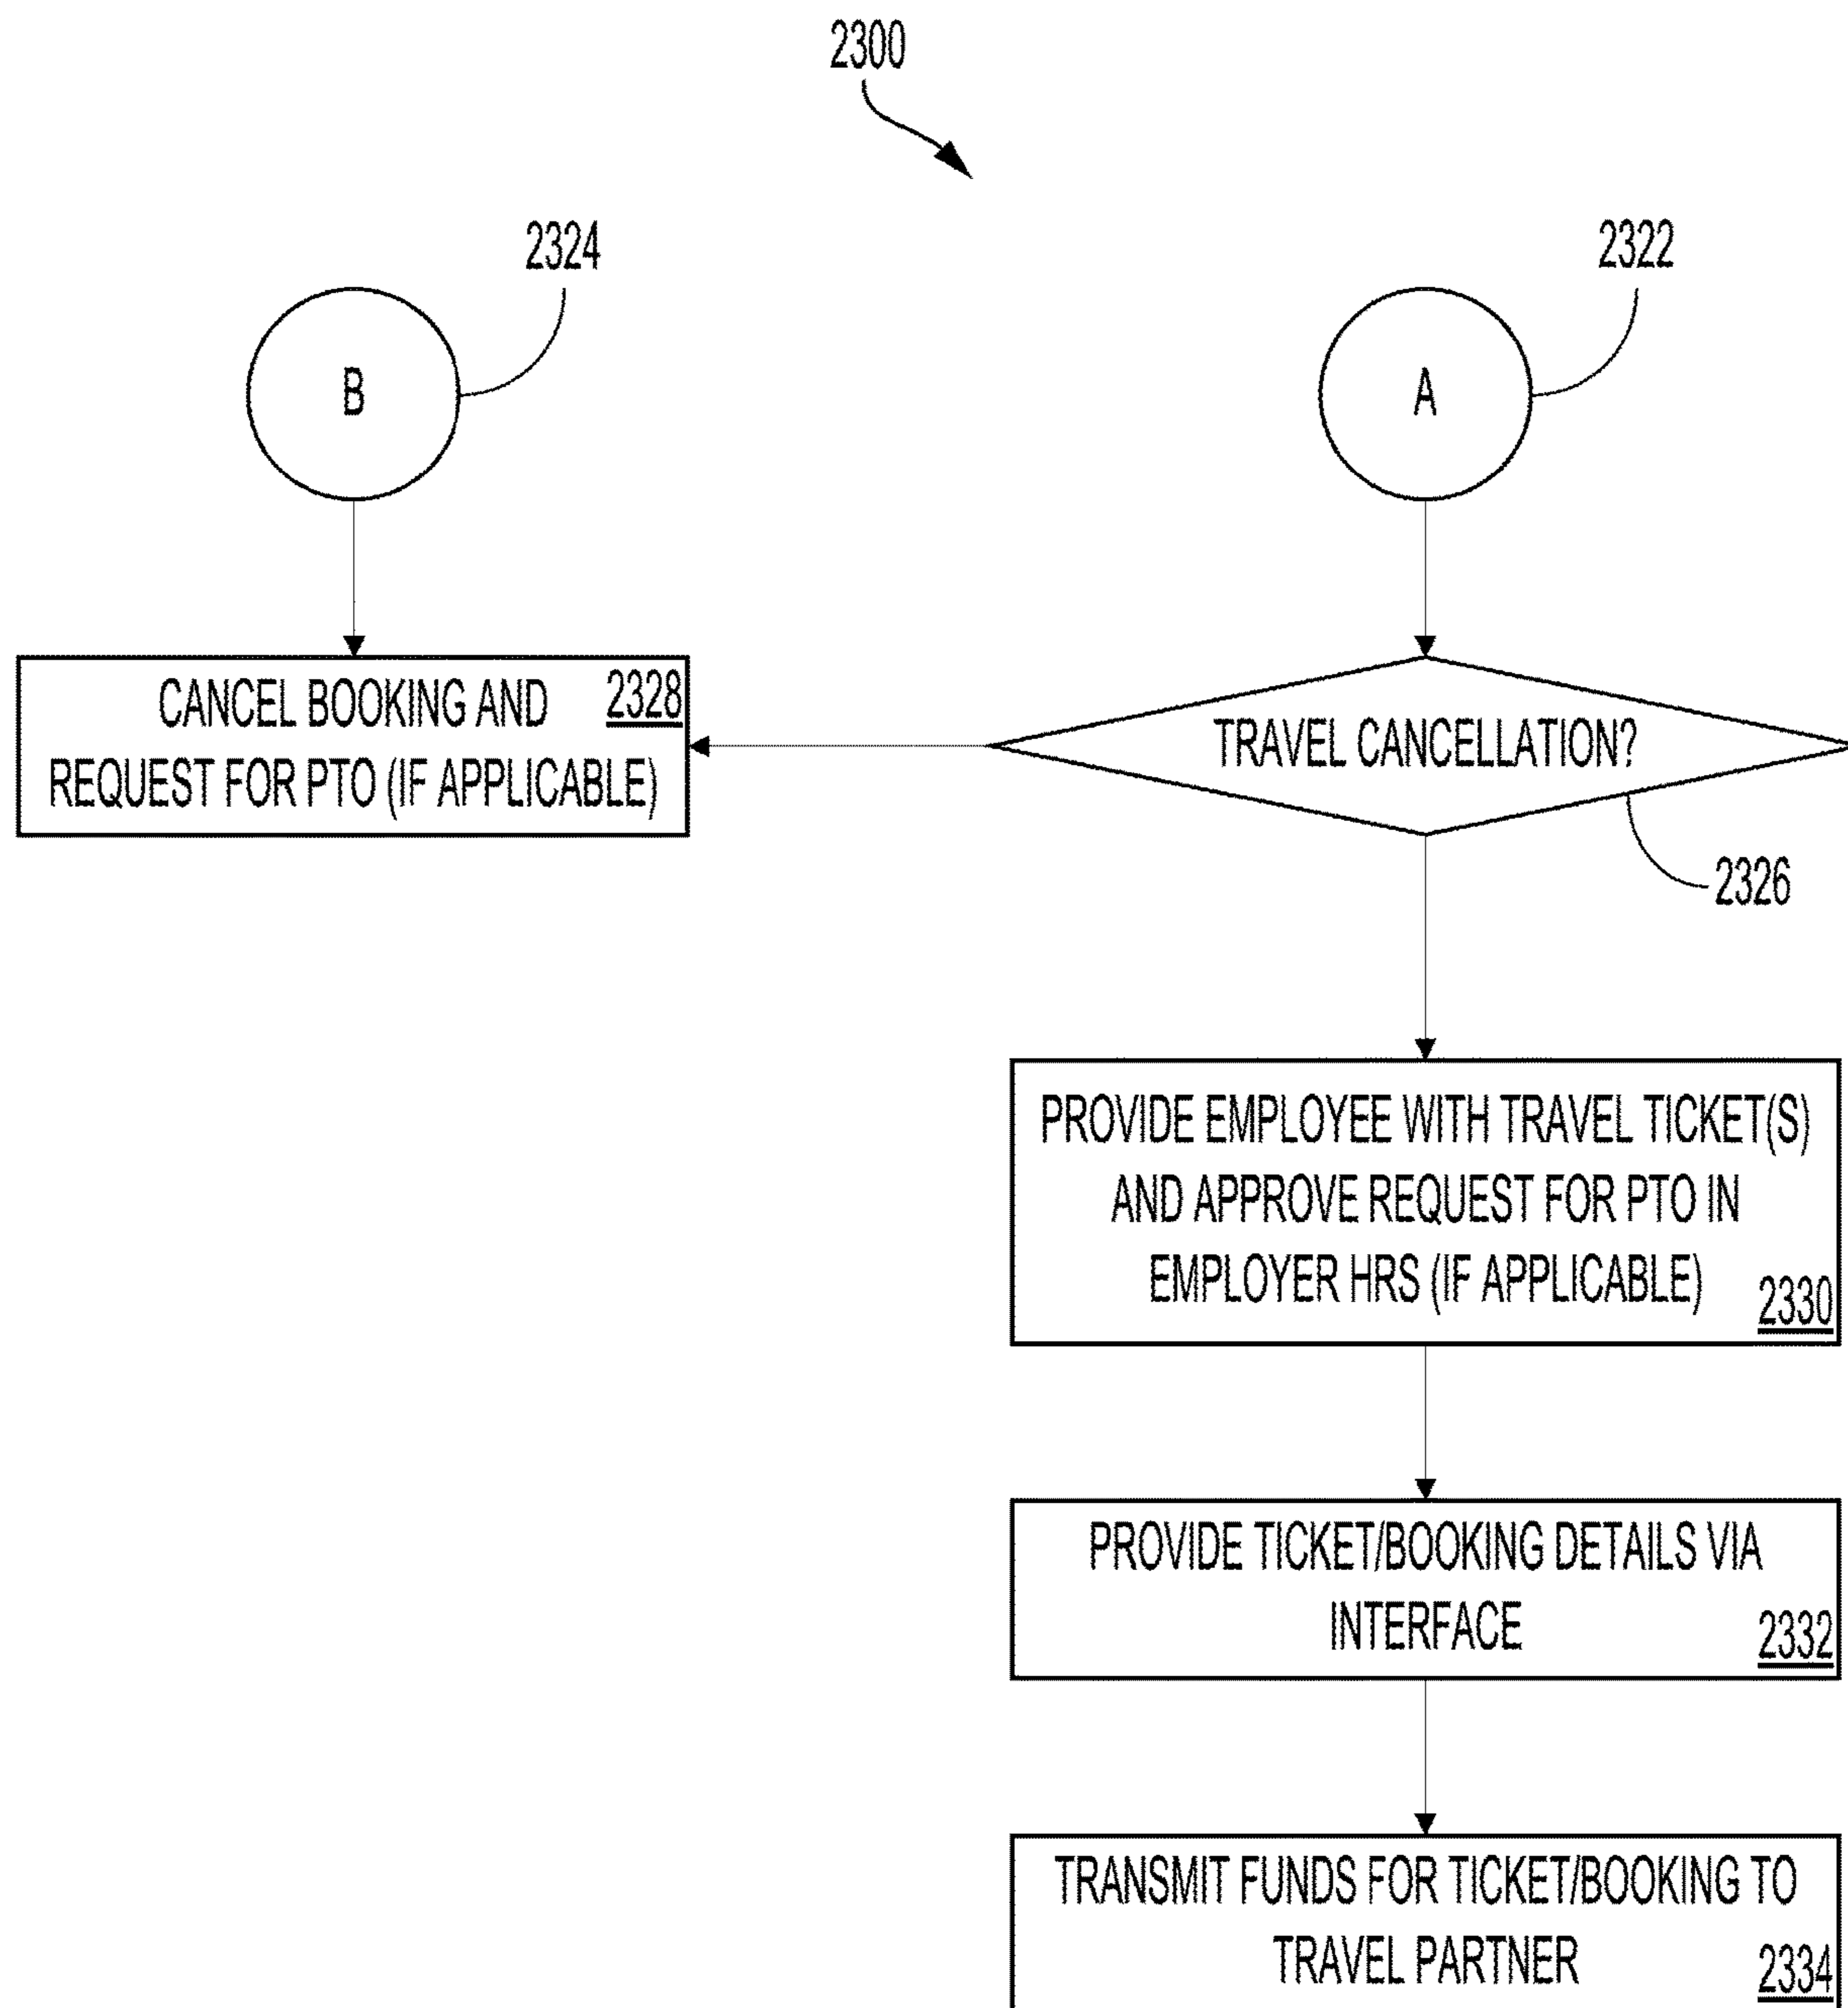 2300
2324
2322
B
A
CANCEL BOOKING AND 2328
REQUEST FOR PTO (IF APPLICABLE)
TRAVEL CANCELLATION?
2326
PROVIDE EMPLOYEE WITH TRAVEL TICKET(S)
AND APPROVE REQUEST FOR PTO IN
EMPLOYER HRS (IF APPLICABLE)
2330
PROVIDE TICKET/BOOKING DETAILS VIA
INTERFACE
2332
TRANSMIT FUNDS FOR TICKET/BOOKING TO
TRAVEL PARTNER
2334